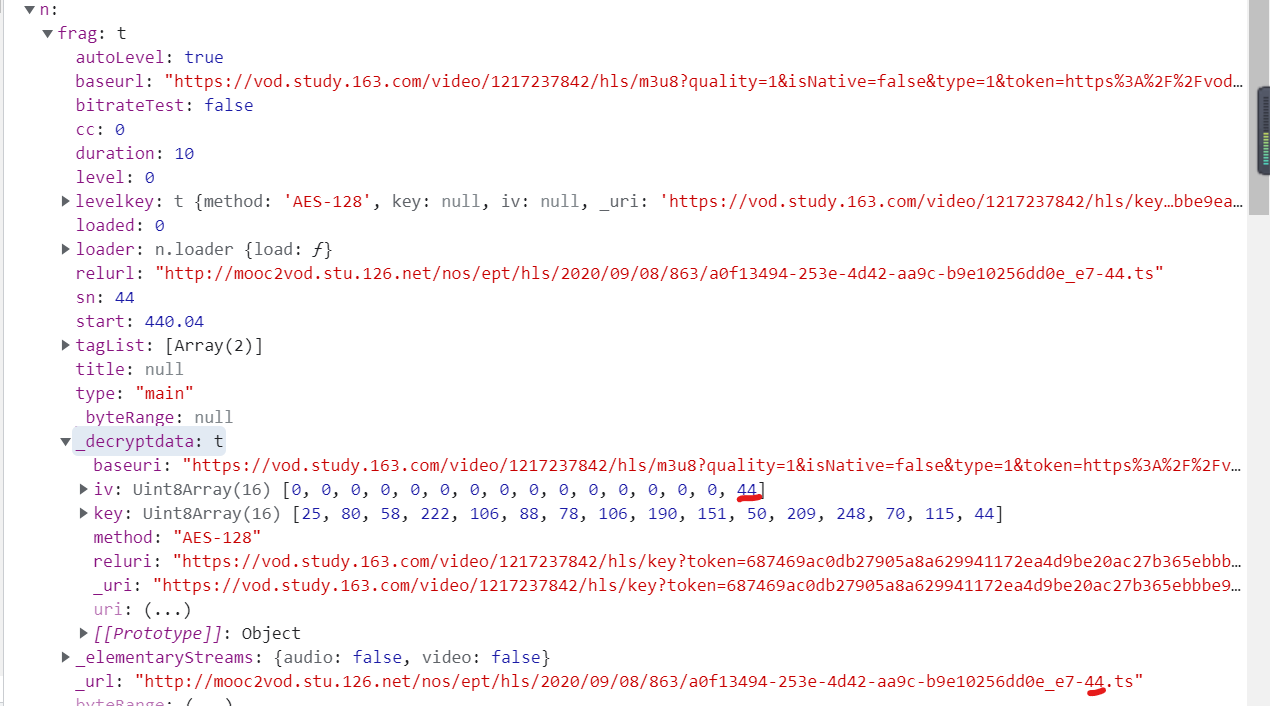 n:
frag: t
autoLevel: true
baseurl: "https://vod.study.163.com/video/1217237842/hls/m3u8?quality=1&isNative=false&type=1&token=https%3A%2F%2Fvod…
bitrateTest: false
cc: 0
duration: 10
level: 0
levelkey: t {method: 'AES-128', key: null, iv: null, _uri: 'https://vod.study.163.com/video/1217237842/hls/key…bbe9ea…
loaded: 0
loader: n.loader {load: ƒ}
relurl: "http://mooc2vod.stu.126.net/nos/ept/hls/2020/09/08/863/a0f13494-253e-4d42-aa9c-b9e10256dd0e_e7-44.ts"
sn: 44
start: 440.04
tagList: [Array(2)]
title: null
type: "main"
_byteRange: null
_decryptdata: t
baseuri: "https://vod.study.163.com/video/1217237842/hls/m3u8?quality=1&isNative=false&type=1&token=https%3A%2F%2Fv…
iv: Uint8Array(16) [0, 0, 0, 0, 0, 0, 0, 0, 0, 0, 0, 0, 0, 0, 0, 44]
key: Uint8Array(16) [25, 80, 58, 222, 106, 88, 78, 106, 190, 151, 50, 209, 248, 70, 115, 44]
method: "AES-128"
reluri: "https://vod.study.163.com/video/1217237842/hls/key?token=687469ac0db27905a8a629941172ea4d9be20ac27b365ebbb…
_uri: "https://vod.study.163.com/video/1217237842/hls/key?token=687469ac0db27905a8a629941172ea4d9be20ac27b365ebbbe9…
uri: (...)
[[Prototype]]: Object
_elementaryStreams: {audio: false, video: false}
_url: "http://mooc2vod.stu.126.net/nos/ept/hls/2020/09/08/863/a0f13494-253e-4d42-aa9c-b9e10256dd0e_e7-44.ts"
byteRange: (...)